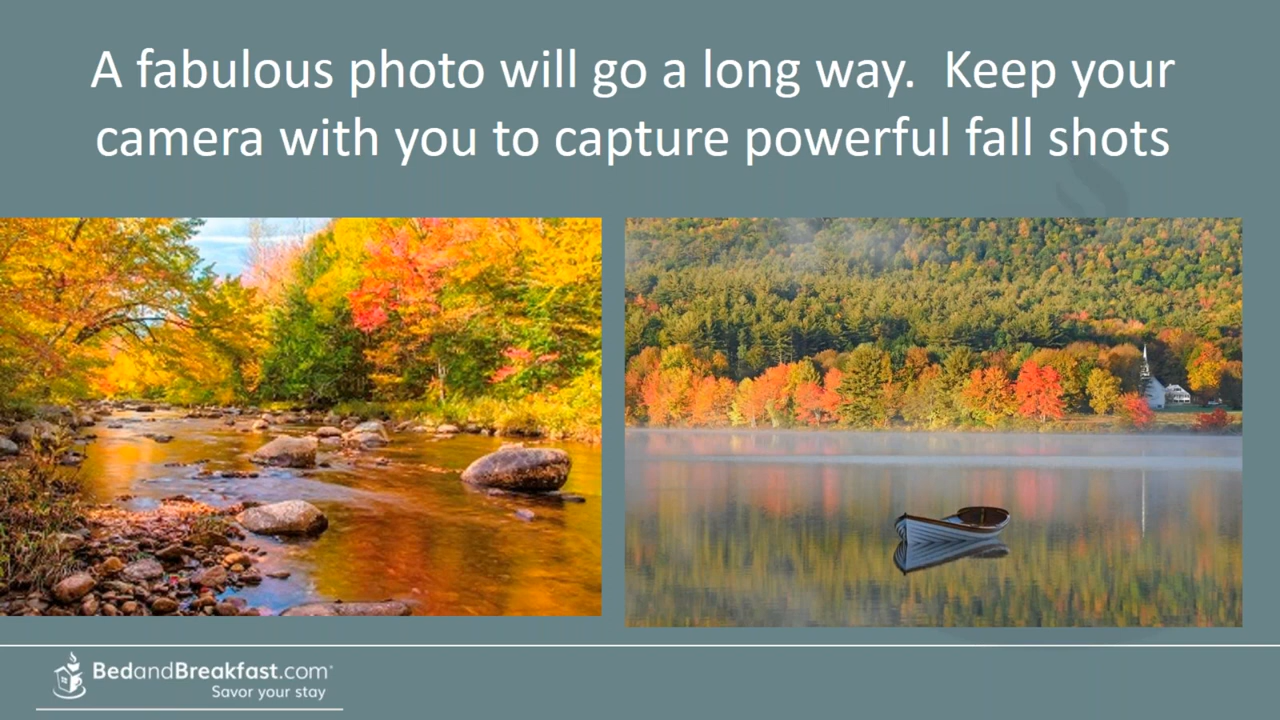 A fabulous photo will go a long way.  Keep your
camera with you to capture powerful fall shots
BedandBreakfast.com
Savor your stay